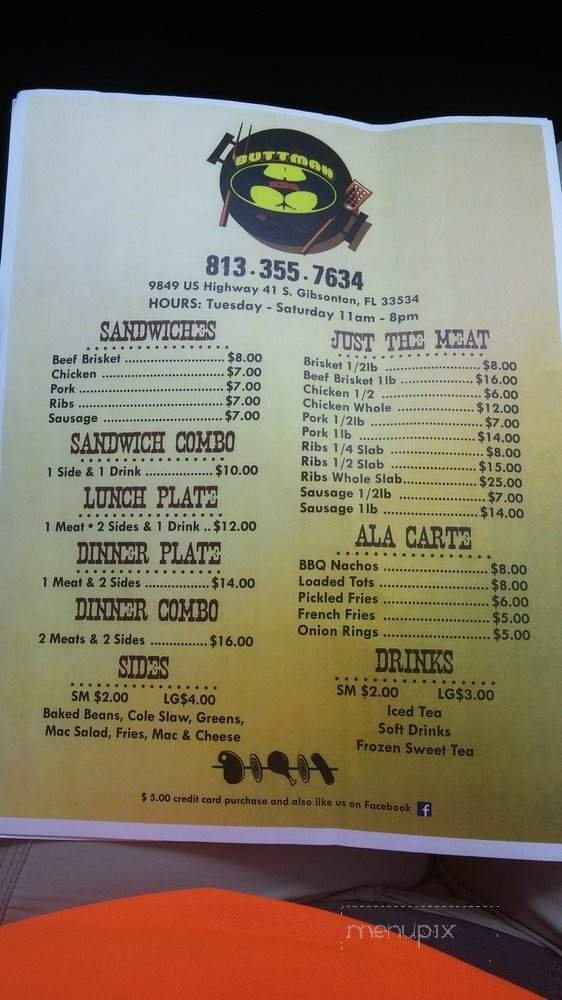 BUTTMAN
BBQ
813.355.7634
9849 US Highway 41 S. Gibsonton, FL 33534
HOURS: Tuesday - Saturday 11am - 8pm
SANDWICHES
Beef Brisket ........................ $8.00
Chicken ........................ $7.00
Pork ........................ $7.00
Ribs ........................ $7.00
Sausage ........................ $7.00
SANDWICH COMBO
1 Side & 1 Drink ............... $10.00
LUNCH PLATE
1 Meat • 2 Sides & 1 Drink .. $12.00
DINNER PLATE
1 Meat & 2 Sides .............. $14.00
DINNER COMBO
2 Meats & 2 Sides ............. $16.00
SIDES
SM $2.00 LG$4.00
Baked Beans, Cole Slaw, Greens,
Mac Salad, Fries, Mac & Cheese
JUST THE MEAT
Brisket 1/2lb ........................ $8.00
Beef Brisket 1lb .................. $16.00
Chicken 1/2 ........................ $6.00
Chicken Whole .................. $12.00
Pork 1/2lb ........................ $7.00
Pork 1lb ........................ $14.00
Ribs 1/4 Slab .................... $8.00
Ribs 1/2 Slab .................... $15.00
Ribs Whole Slab................. $25.00
Sausage 1/2lb .................... $7.00
Sausage 1lb ...................... $14.00
ALA CARTE
BBQ Nachos ...................... $8.00
Loaded Tots ...................... $8.00
Pickled Fries ...................... $6.00
French Fries ...................... $5.00
Onion Rings ...................... $5.00
DRINKS
SM $2.00 LG$3.00
Iced Tea
Soft Drinks
Frozen Sweet Tea
$ 5.00 credit card purchase and also like us on Facebook f
menupix